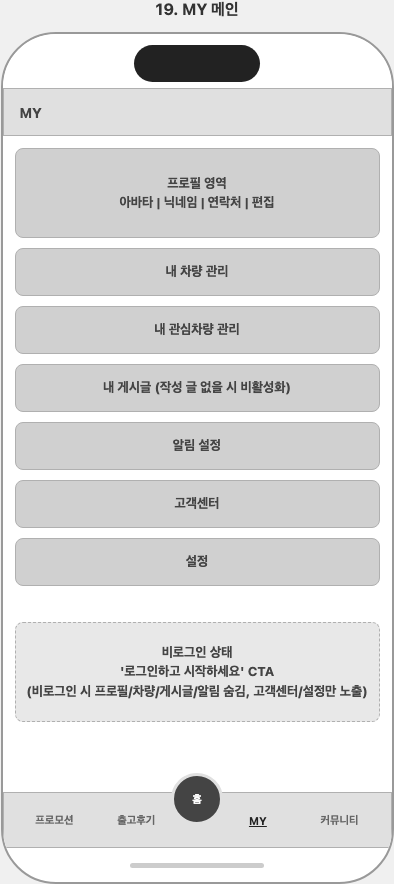 19. MY 메인
MY
프로필 영역
아바타 | 닉네임 | 연락처 | 편집
내 차량 관리
내 관심차량 관리
내 게시글 (작성 글 없을 시 비활성화)
알림 설정
고객센터
설정
비로그인 상태
'로그인하고 시작하세요' CTA
(비로그인 시 프로필/차량/게시글/알림 숨김, 고객센터/설정만 노출)
홈
프로모션 출고후기 MY 커뮤니티